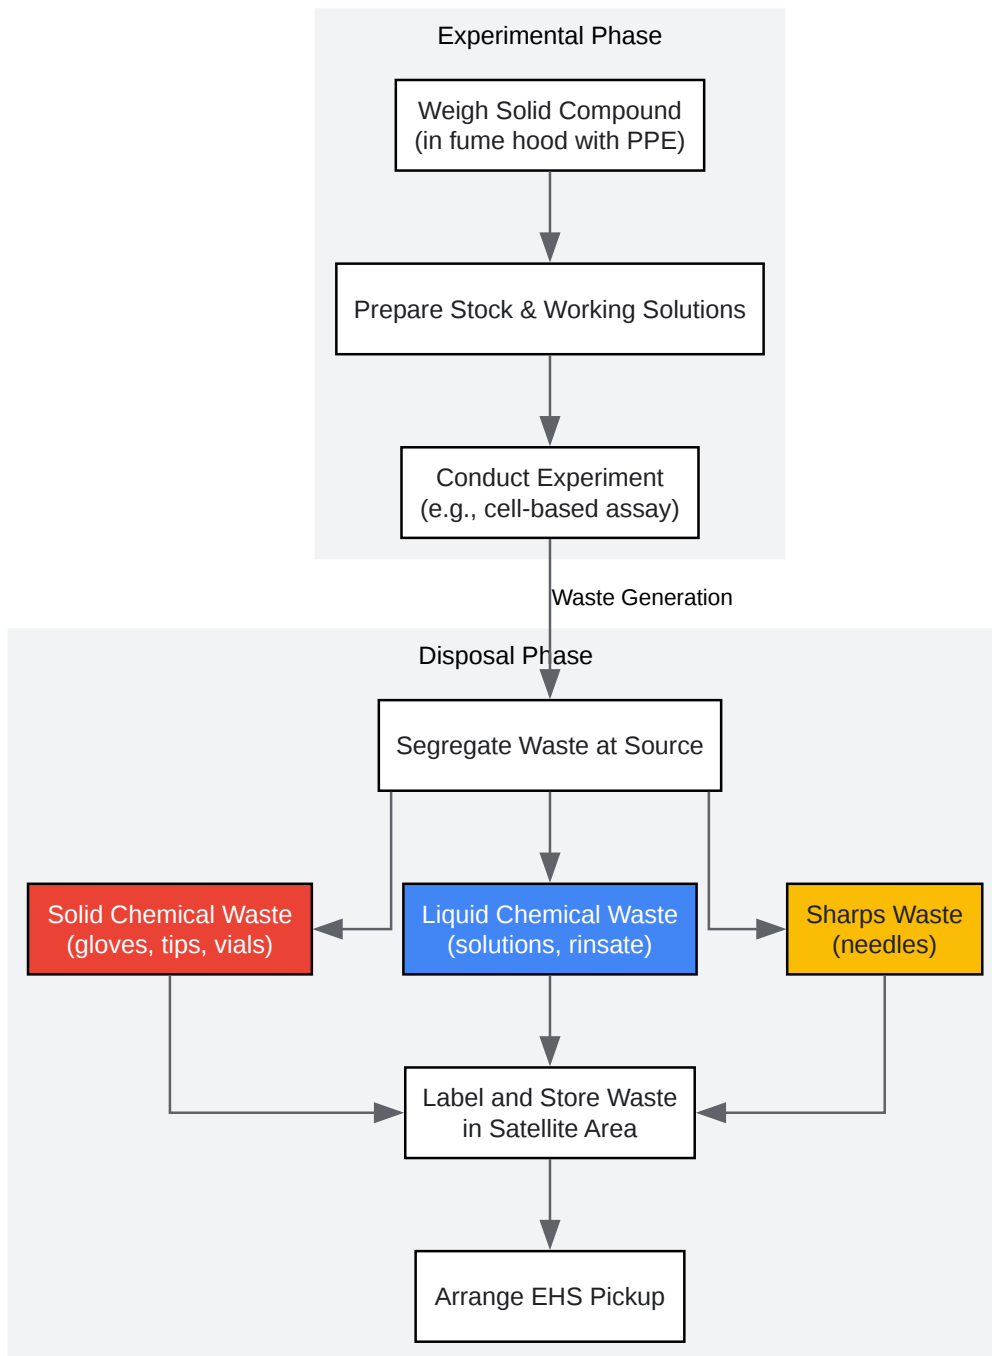 Experimental Phase
Weigh Solid Compound
(in fume hood with PPE)
Prepare Stock & Working Solutions
Conduct Experiment
(e.g., cell-based assay)
Waste Generation
Disposal Phase
Segregate Waste at Source
Solid Chemical Waste
(gloves, tips, vials)
Liquid Chemical Waste
(solutions, rinsate)
Sharps Waste
(needles)
Label and Store Waste
in Satellite Area
Arrange EHS Pickup